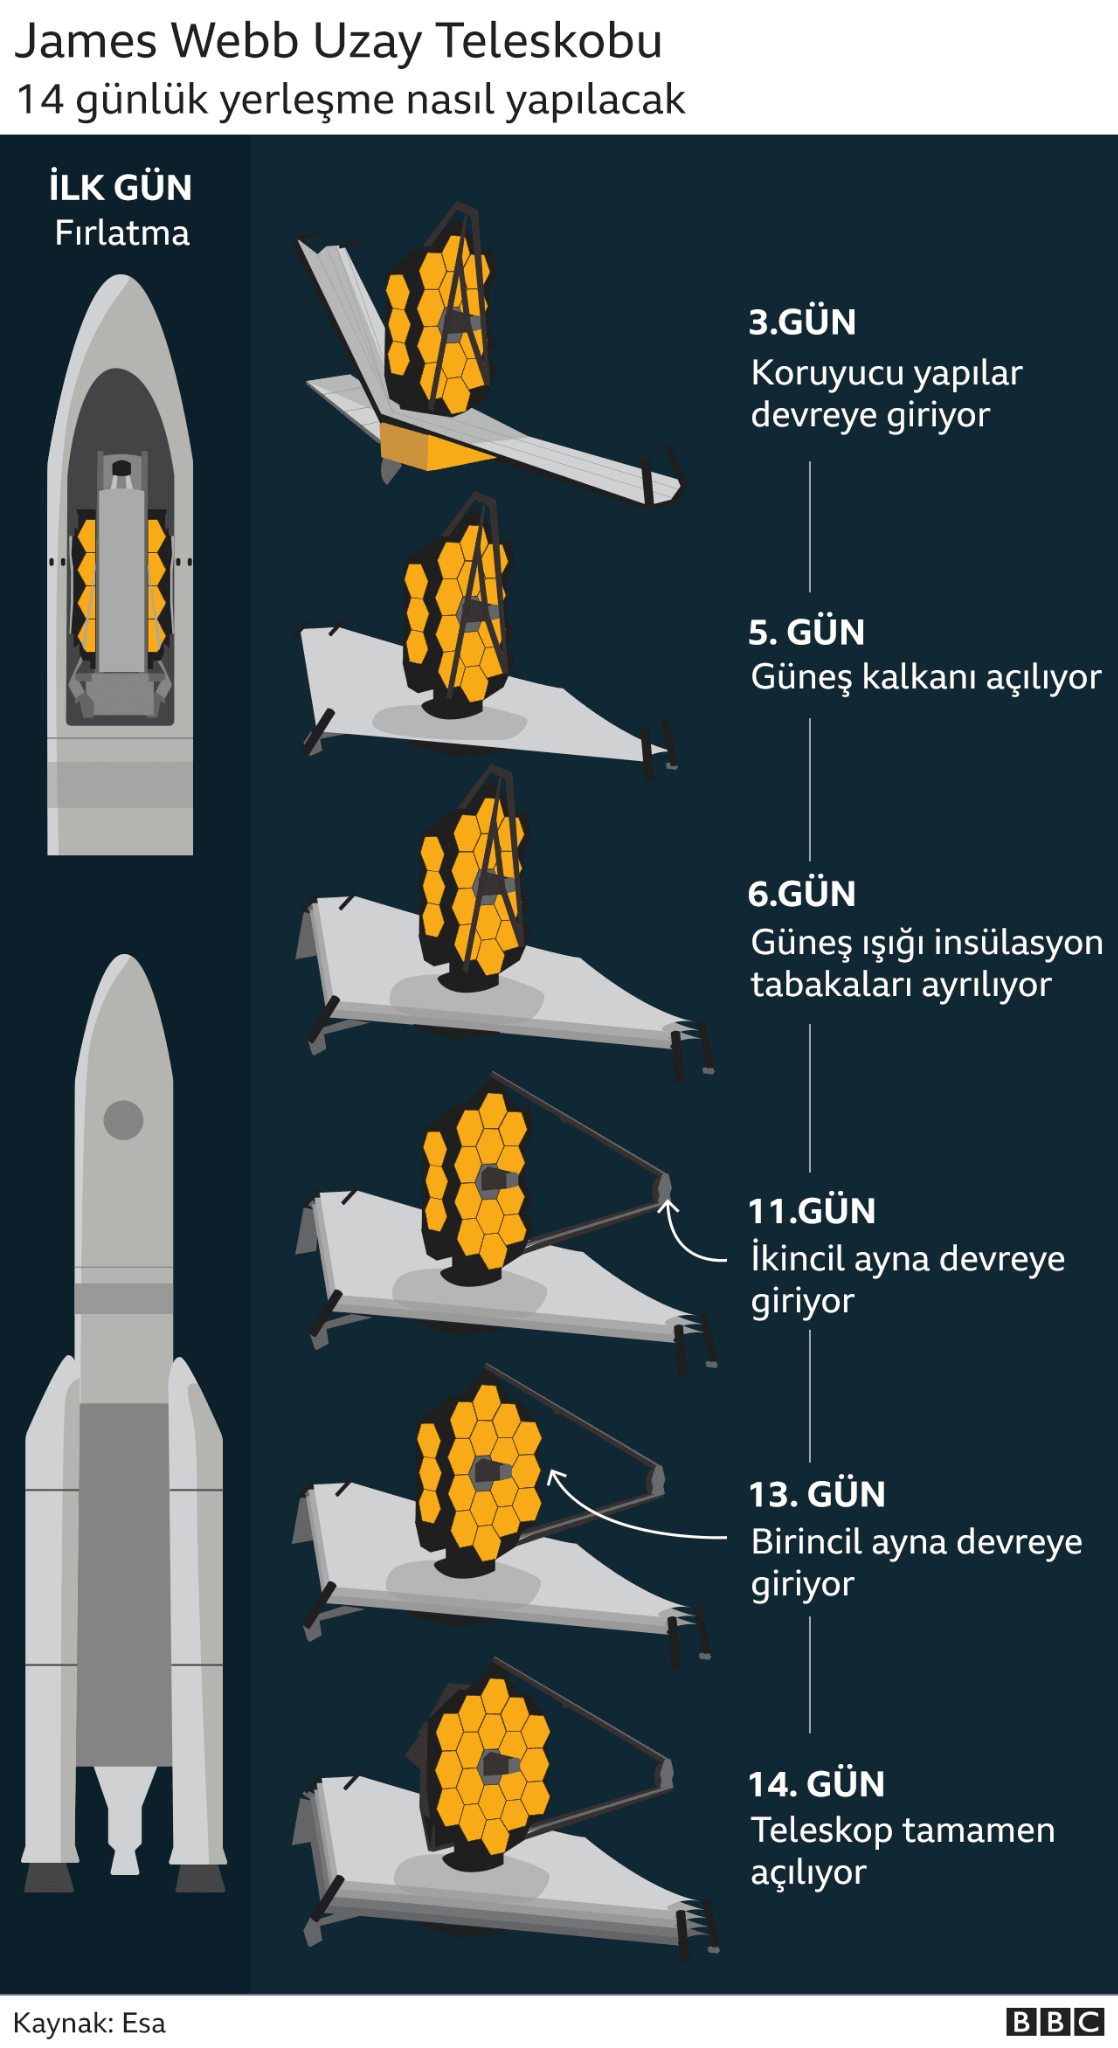 James Webb Uzay Teleskobu
14 günlük yerleşme nasıl yapılacak
İLK GÜN
Fırlatma
3.GÜN
Koruyucu yapılar
devreye giriyor
5. GÜN
Güneş kalkanı açılıyor
6.GÜN
Güneş ışığı insülasyon
tabakaları ayrılıyor
11.GÜN
İkincil ayna devreye
giriyor
13. GÜN
Birincil ayna devreye
giriyor
14. GÜN
Teleskop tamamen
açılıyor
Kaynak: Esa
BBC